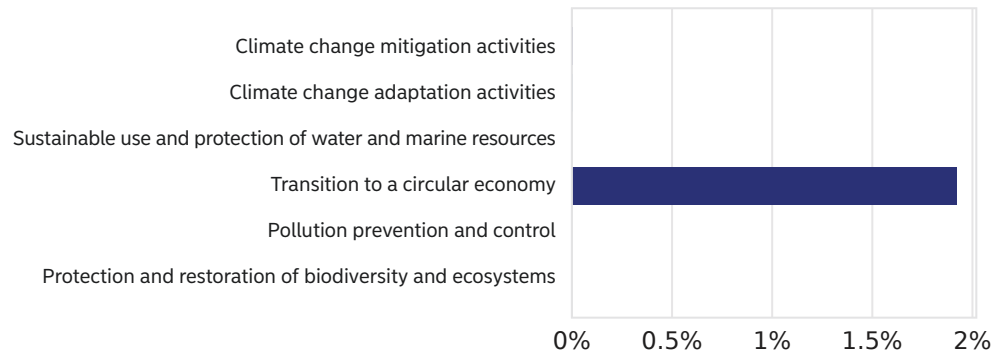 Climate change mitigation activities
Climate change adaptation activities
Sustainable use and protection of water and marine resources
Transition to a circular economy
Pollution prevention and control
Protection and restoration of biodiversity and ecosystems
0% 0.5% 1% 1.5% 2%